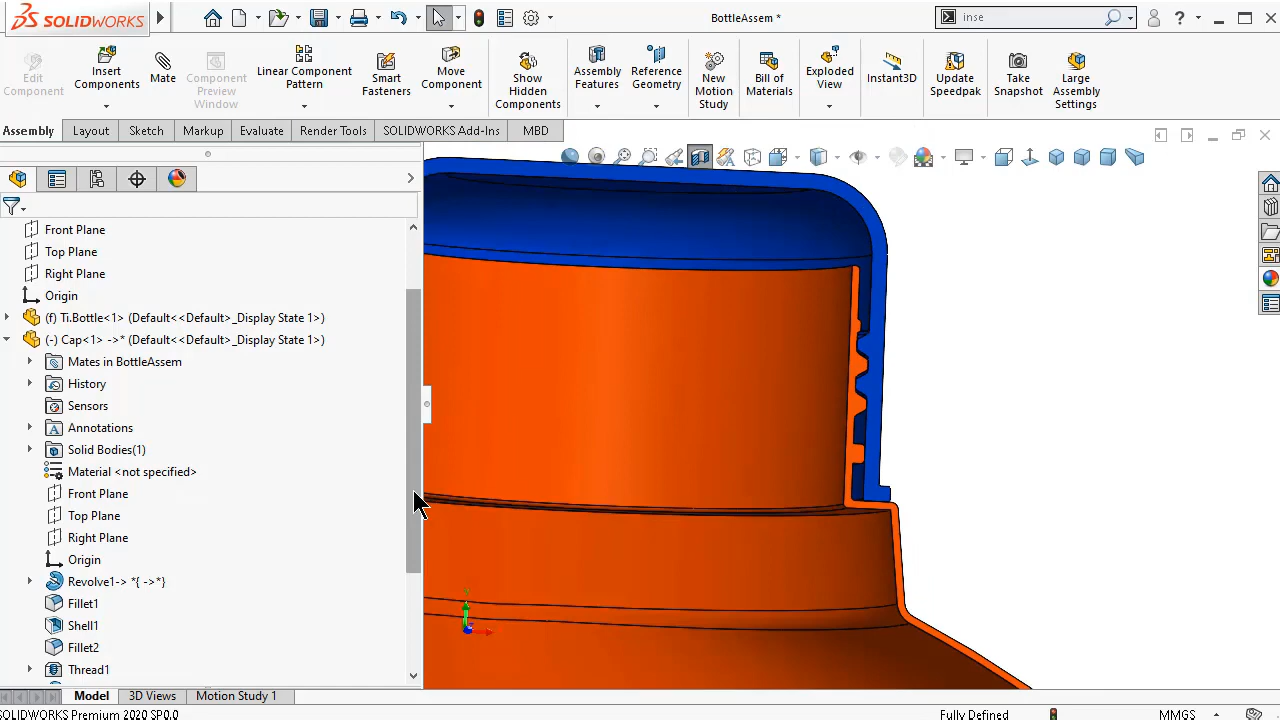 SOLIDWORKS
BottleAssem *
inse
Edit Component
Insert Components
Mate
Component Preview Window
Linear Component Pattern
Smart Fasteners
Move Component
Show Hidden Components
Assembly Features
Reference Geometry
New Motion Study
Bill of Materials
Exploded View
Instant3D
Update Speedpak
Take Snapshot
Large Assembly Settings
Assembly Layout Sketch Markup Evaluate Render Tools SOLIDWORKS Add-Ins MBD
Front Plane
Top Plane
Right Plane
Origin
(f) Ti.Bottle<1> (Default<<Default>_Display State 1>)
(-) Cap<1> ->* (Default<<Default>_Display State 1>)
Mates in BottleAssem
History
Sensors
Annotations
Solid Bodies(1)
Material <not specified>
Front Plane
Top Plane
Right Plane
Origin
Revolve1-> *{ ->*}
Fillet1
Shell1
Fillet2
Thread1
Model 3D Views Motion Study 1
SOLIDWORKS Premium 2020 SP0.0 Fully Defined MMGS